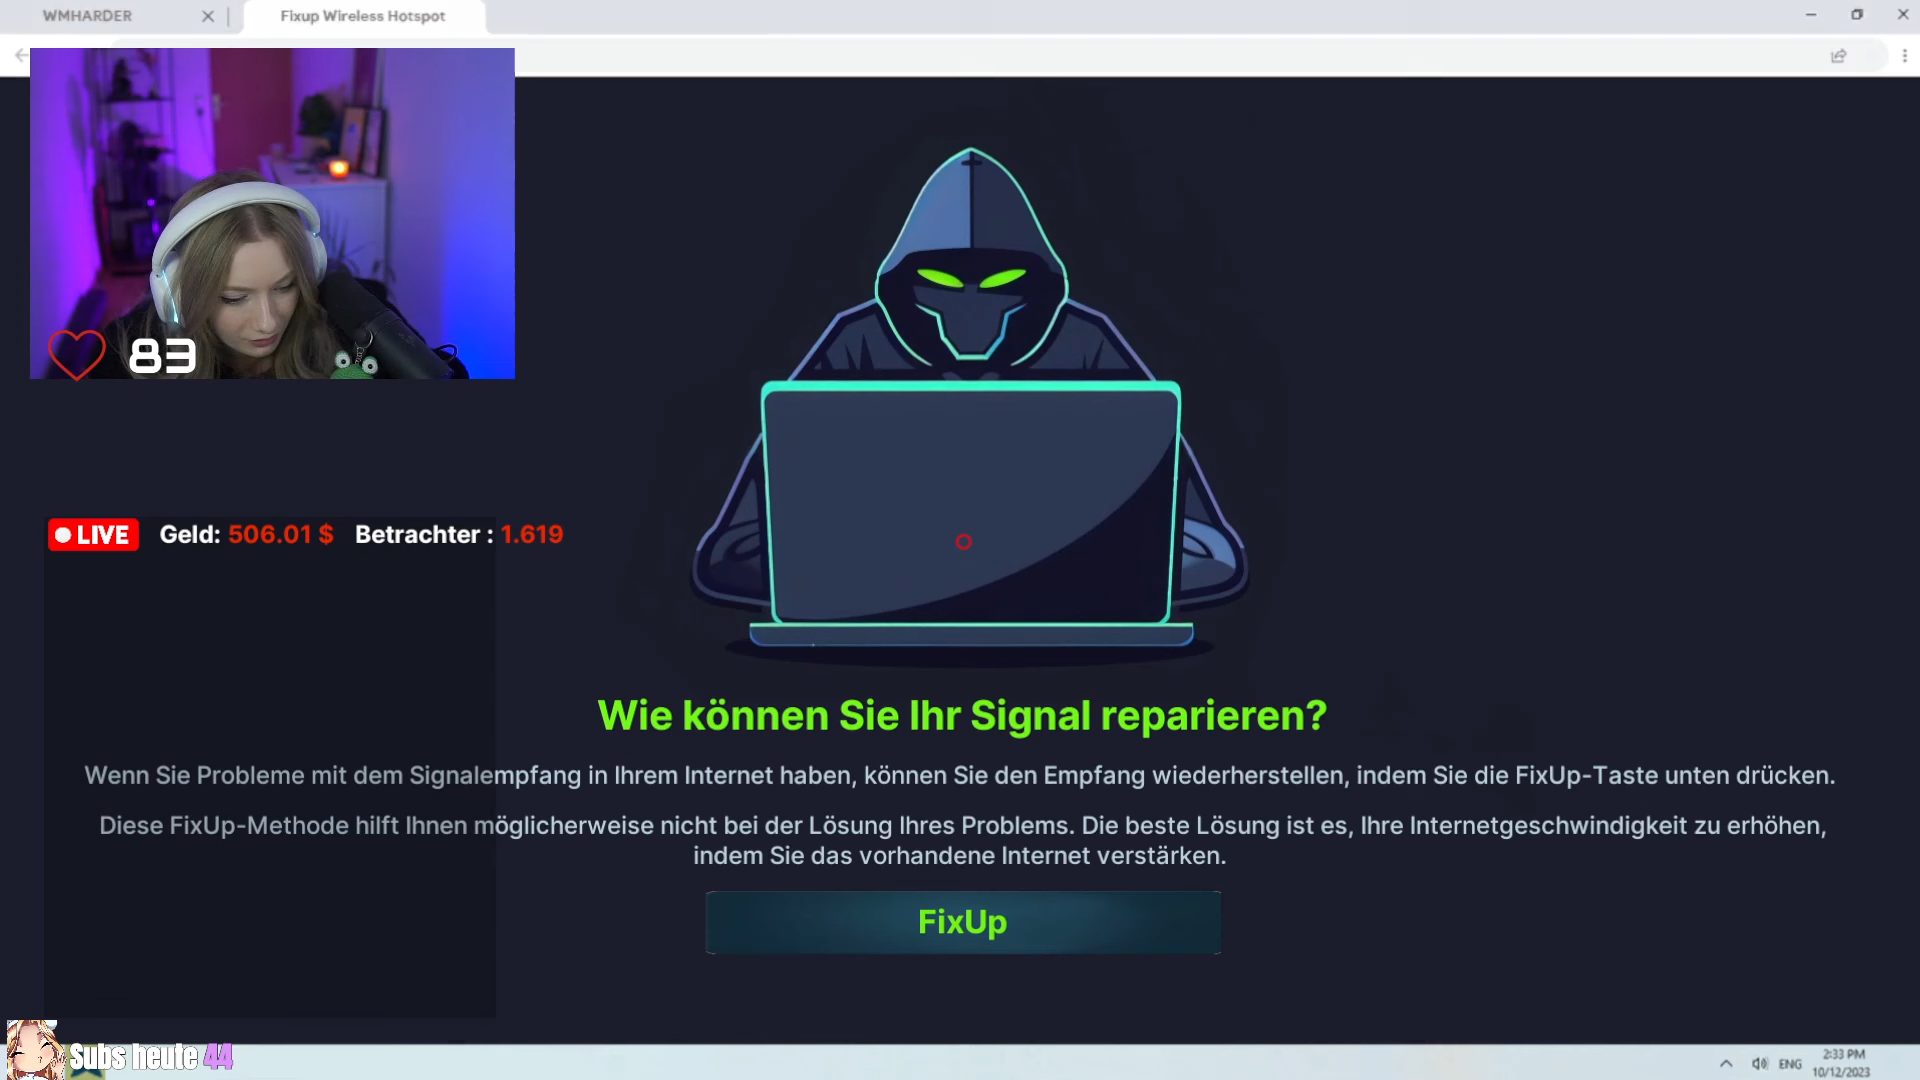 WMHARDER
Fixup Wireless Hotspot
83
LIVE Geld: 506.01 $ Betrachter : 1.619
Wie können Sie Ihr Signal reparieren?
Wenn Sie Probleme mit dem Signalempfang in Ihrem Internet haben, können Sie den Empfang wiederherstellen, indem Sie die FixUp-Taste unten drücken.
Diese FixUp-Methode hilft Ihnen möglicherweise nicht bei der Lösung Ihres Problems. Die beste Lösung ist es, Ihre Internetgeschwindigkeit zu erhöhen,
indem Sie das vorhandene Internet verstärken.
FixUp
Subs heute 44
ENG
2:33 PM
10/12/2023